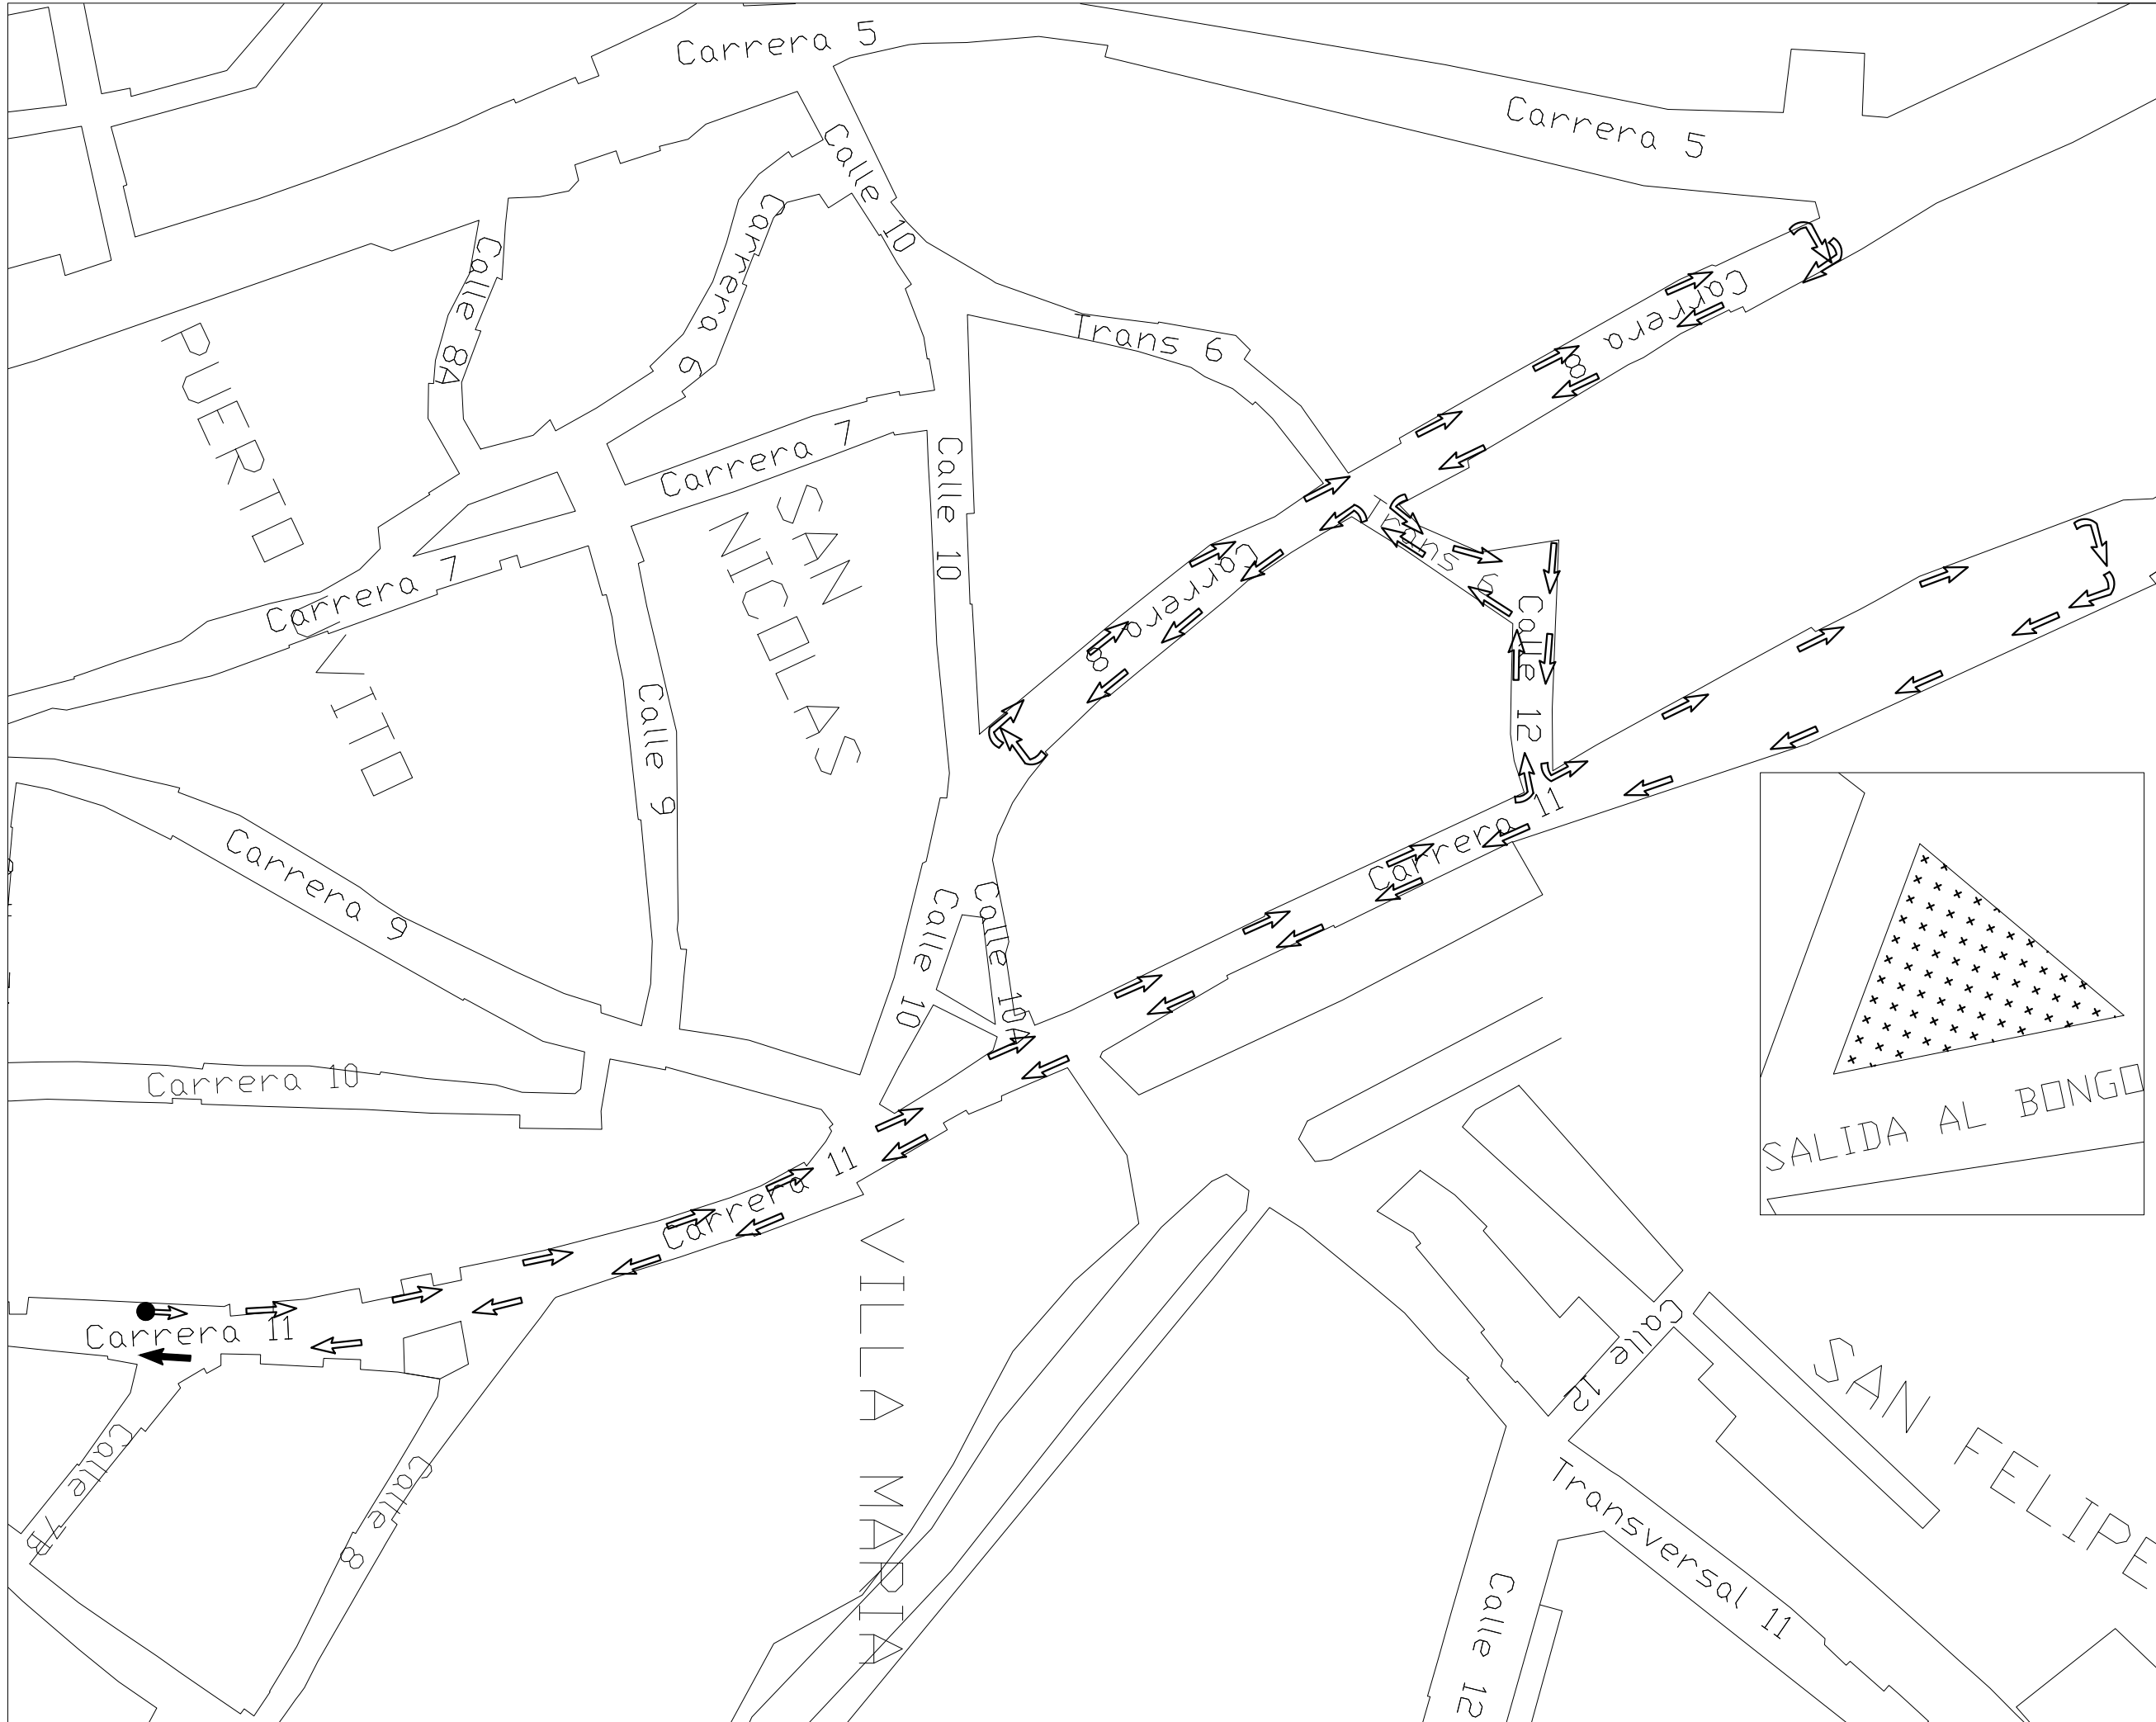 Carrera 5
Carrera 5
Calle 10
Carrera 6
Calle 8A
Carrera 8
Trans 6
PUERTO VITO
Carrera 7
Calle 10
SAN NICOLAS
Carrera 7
Trans 6
Carrera 8
Calle 12
Calle 9
Carrera 11
Carrera 9
Calle 10
Calle 10A
Carrera 10
SALIDA AL BONGO
Carrera 11
VILLA MARIA
Carrera 11
Calle 12
SAN FELIPE
Calle 8
Transversal 11
Calle 12